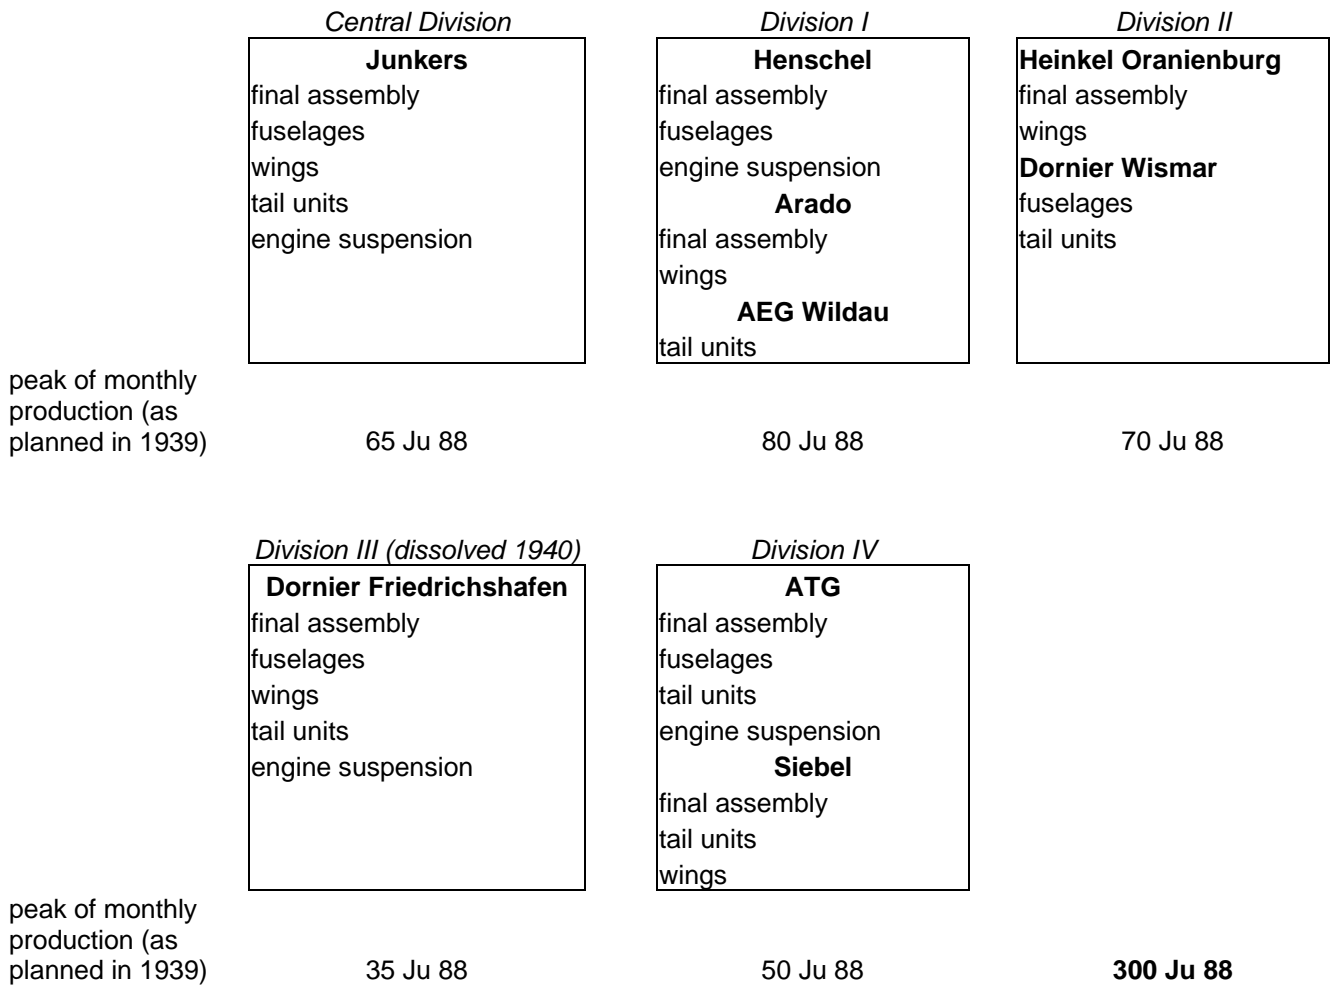 Central Division
Junkers
final assembly
fuselages
wings
tail units
engine suspension
Division I
Henschel
final assembly
fuselages
engine suspension
Arado
final assembly
wings
AEG Wildau
tail units
Division II
Heinkel Oranienburg
final assembly
wings
Dornier Wismar
fuselages
tail units
peak of monthly
production (as
planned in 1939)
65 Ju 88
80 Ju 88
70 Ju 88
Division III (dissolved 1940)
Dornier Friedrichshafen
final assembly
fuselages
wings
tail units
engine suspension
Division IV
ATG
final assembly
fuselages
tail units
engine suspension
Siebel
final assembly
tail units
wings
peak of monthly
production (as
planned in 1939)
35 Ju 88
50 Ju 88
300 Ju 88